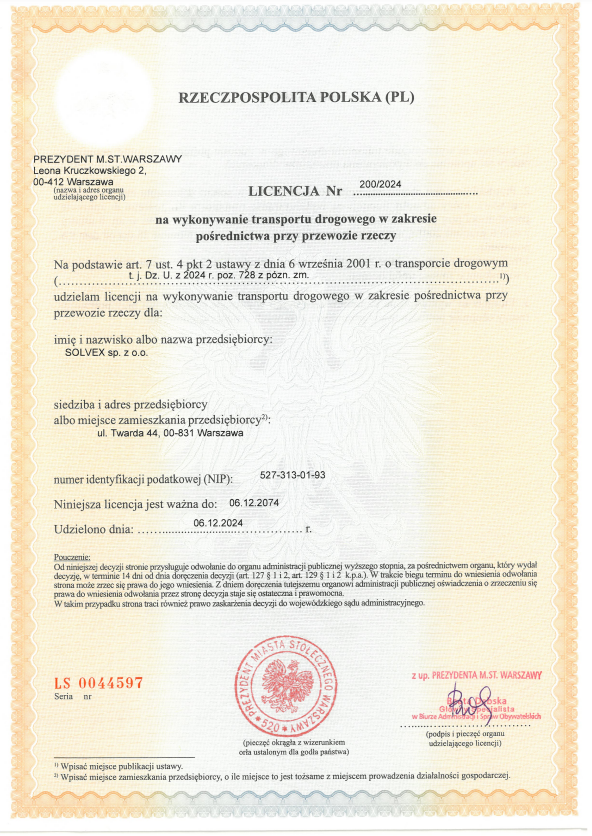 RZECZPOSPOLITA POLSKA (PL)
PREZYDENT M.ST.WARSZAWY
Leona Kruczkowskiego 2,
00-412 Warszawa
(nazwa i adres organu
udzielającego licencji)
LICENCJA Nr 200/2024
na wykonywanie transportu drogowego w zakresie
pośrednictwa przy przewozie rzeczy
Na podstawie art. 7 ust. 4 pkt 2 ustawy z dnia 6 września 2001 r. o transporcie drogowym
(t. j. Dz. U. z 2024 r. poz. 728 z pózn. zm. ¹⁾)
udzielam licencji na wykonywanie transportu drogowego w zakresie pośrednictwa przy
przewozie rzeczy dla:
imię i nazwisko albo nazwa przedsiębiorcy:
SOLVEX sp. z o.o.
siedziba i adres przedsiębiorcy
albo miejsce zamieszkania przedsiębiorcy²⁾:
ul. Twarda 44, 00-831 Warszawa
numer identyfikacji podatkowej (NIP): 527-313-01-93
Niniejsza licencja jest ważna do: 06.12.2074
Udzielono dnia: 06.12.2024 r.
Pouczenie:
Od niniejszej decyzji stronie przysługuje odwołanie do organu administracji publicznej wyższego stopnia, za pośrednictwem organu, który wydał
decyzję, w terminie 14 dni od dnia doręczenia decyzji (art. 127 § 1 i 2, art. 129 § 1 i 2 k.p.a.). W trakcie biegu terminu do wniesienia odwołania
strona może zrzec się prawa do jego wniesienia. Z dniem doręczenia tutejszemu organowi administracji publicznej oświadczenia o zrzeczeniu się
prawa do wniesienia odwołania przez stronę decyzja staje się ostateczna i prawomocna.
W takim przypadku strona traci również prawo zaskarżenia decyzji do wojewódzkiego sądu administracyjnego.
PREZYDENT MIASTA STOŁECZNEGO WARSZAWY
* 520 *
LS 0044597
Seria nr
z up. PREZYDENTA M.ST. WARSZAWY
w Biurze Administracji i Spraw Obywatelskich
(pieczęć okrągła z wizerunkiem
orła ustalonym dla godła państwa)
(podpis i pieczęć organu
udzielającego licencji)
¹⁾ Wpisać miejsce publikacji ustawy.
²⁾ Wpisać miejsce zamieszkania przedsiębiorcy, o ile miejsce to jest tożsame z miejscem prowadzenia działalności gospodarczej.